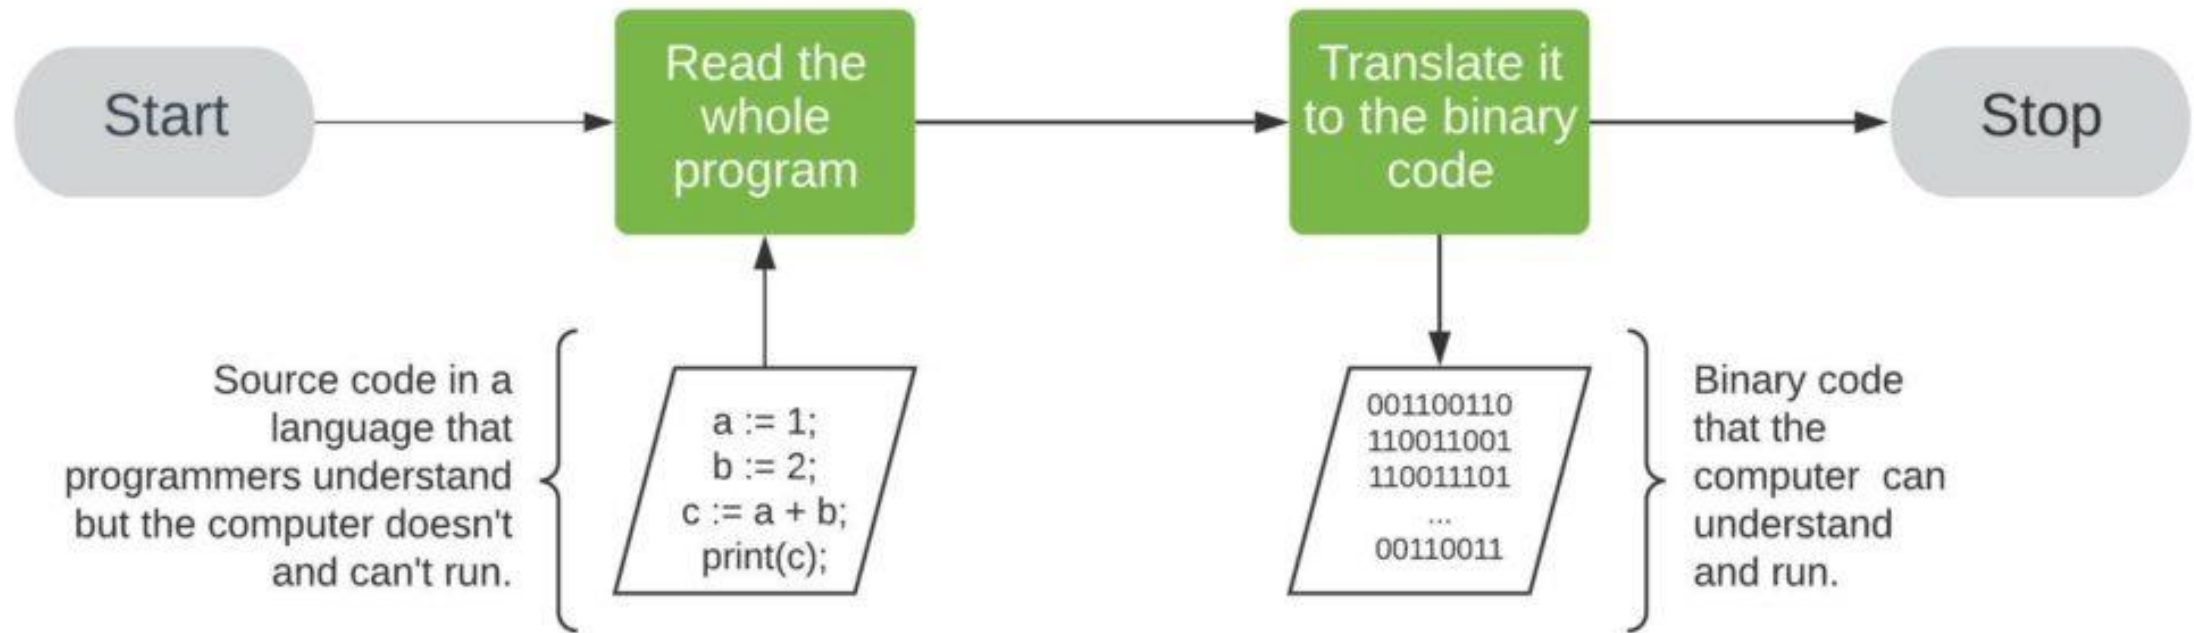 Start
Read the
whole
program
Translate it
to the binary
code
Stop
Source code in a
language that
programmers understand
but the computer doesn't
and can't run.
a := 1;
b := 2;
c := a + b;
print(c);
001100110
110011001
110011101
...
00110011
Binary code
that the
computer can
understand
and run.